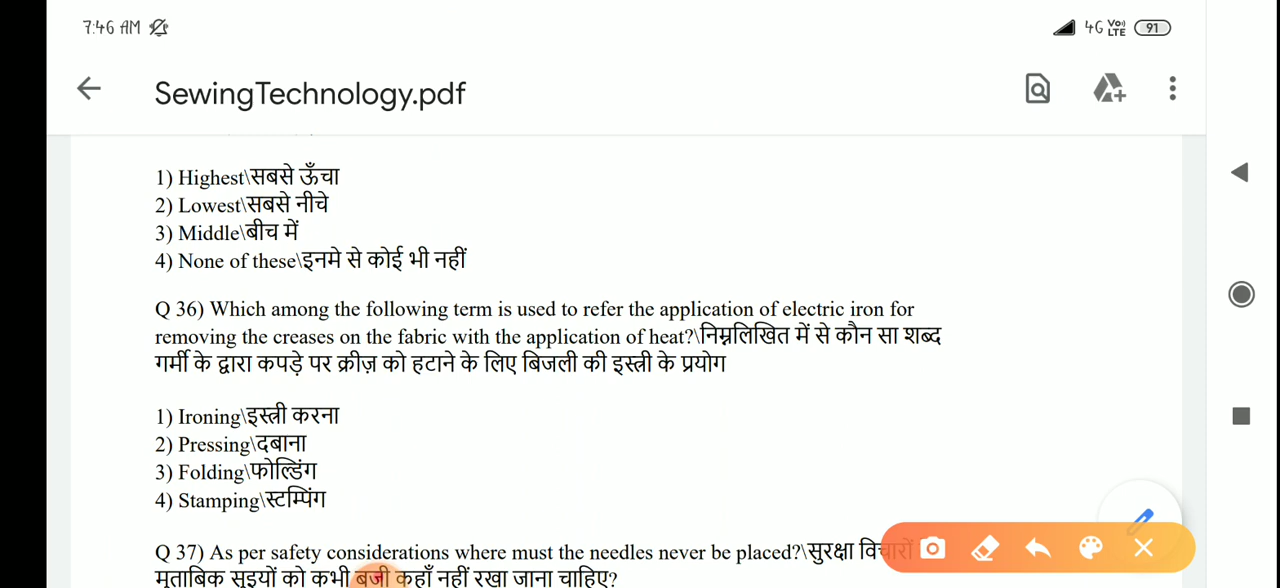 7:46 AM
4G Vo)) LTE 91
SewingTechnology.pdf
1) Highest\सबसे ऊँचा
2) Lowest\सबसे नीचे
3) Middle\बीच में
4) None of these\इनमे से कोई भी नहीं
Q 36) Which among the following term is used to refer the application of electric iron for
removing the creases on the fabric with the application of heat?\निम्नलिखित में से कौन सा शब्द
गर्मी के द्वारा कपड़े पर क्रीज़ को हटाने के लिए बिजली की इस्त्री के प्रयोग
1) Ironing\इस्त्री करना
2) Pressing\दबाना
3) Folding\फोल्डिंग
4) Stamping\स्टम्पिंग
Q 37) As per safety considerations where must the needles never be placed?\सुरक्षा विचारों
मुताबिक सुइयों को कभी कहाँ नहीं रखा जाना चाहिए?